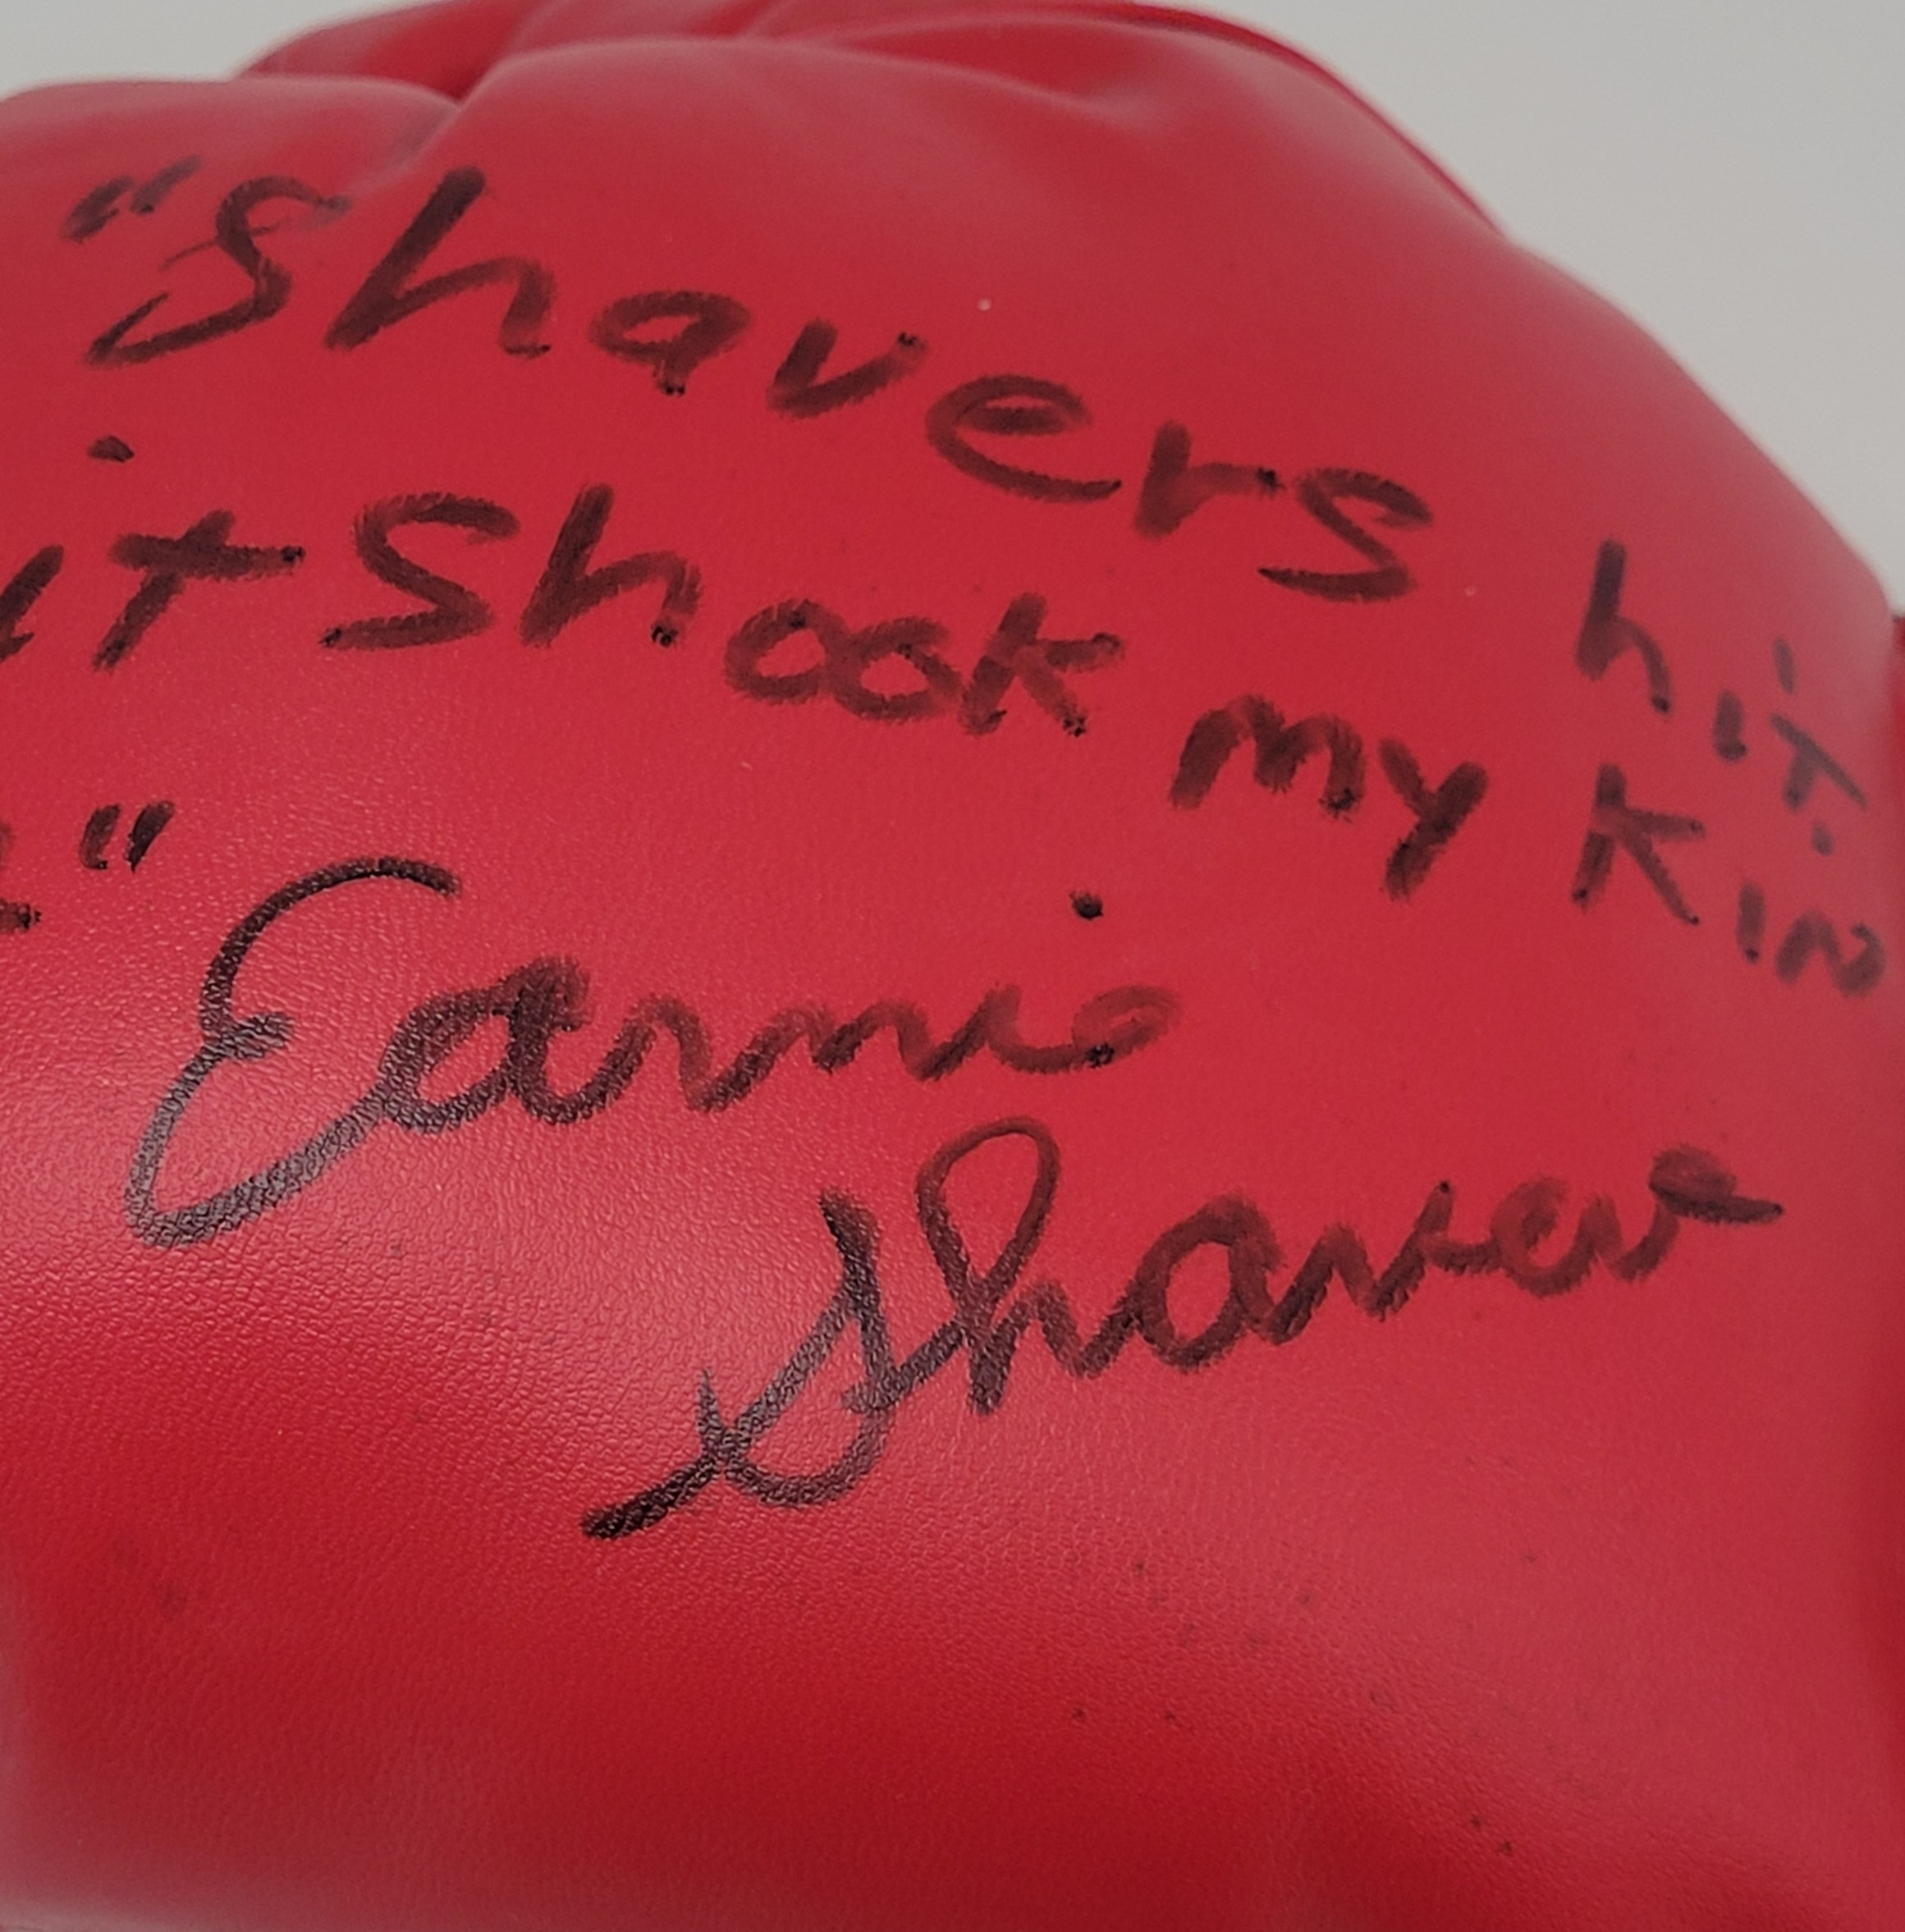 "Shavers hit
it shook my Kin
"
Earnie
Shavers